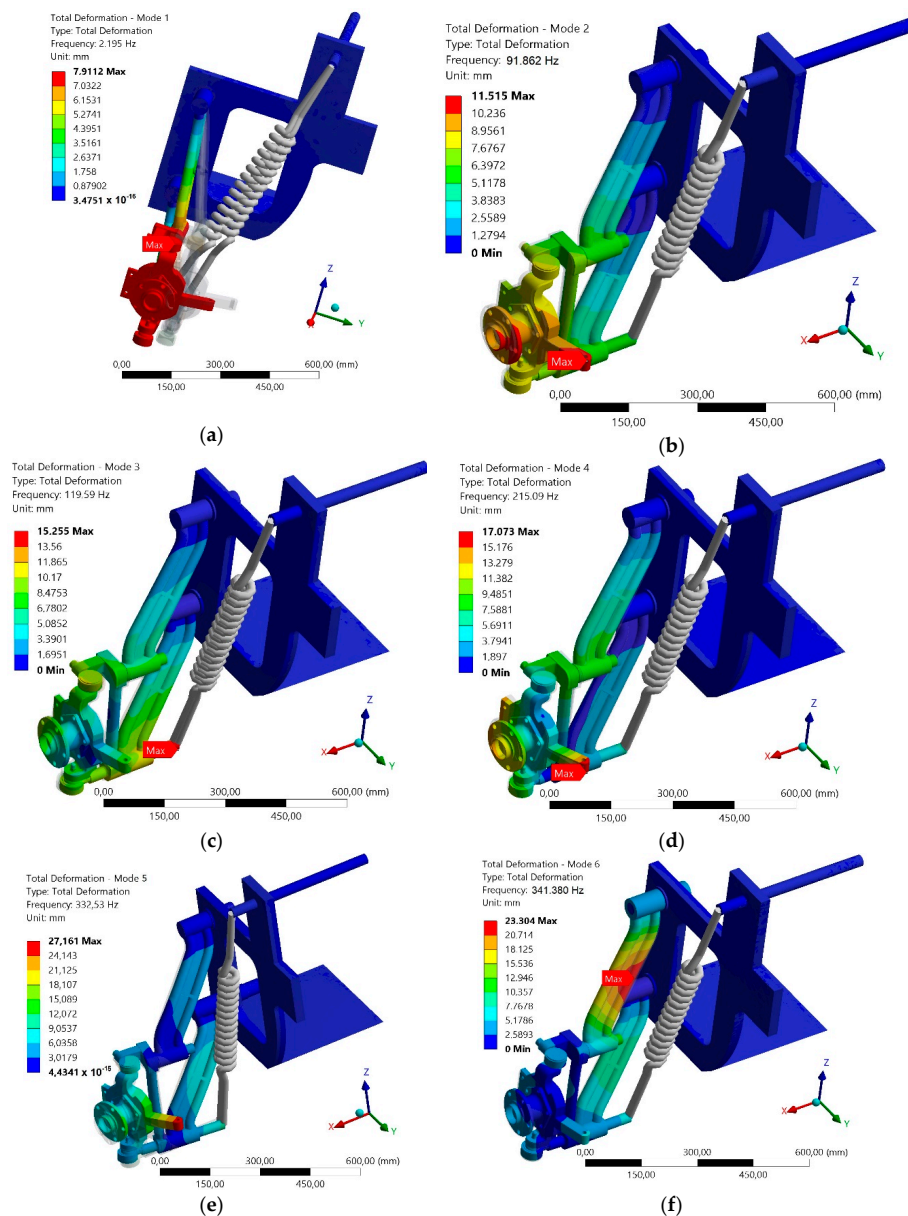 Total Deformation - Mode 1
Type: Total Deformation
Frequency: 2.195 Hz
Unit: mm
7.9112 Max
7.0322
6.1531
5.2741
4.3951
3.5161
2.6371
1.758
0.87902
3.4751 x 10⁻¹⁶
Max
Z
X
Y
0,00 300,00 600,00 (mm)
150,00 450,00
(a)
Total Deformation - Mode 2
Type: Total Deformation
Frequency: 91.862 Hz
Unit: mm
11.515 Max
10.236
8.9561
7.6767
6.3972
5.1178
3.8383
2.5589
1,2794
0 Min
Max
Z
X
Y
0,00 300,00 600,00 (mm)
150,00 450,00
(b)
Total Deformation - Mode 3
Type: Total Deformation
Frequency: 119.59 Hz
Unit: mm
15.255 Max
13.56
11.865
10.17
8.4753
6,7802
5.0852
3.3901
1.6951
0 Min
Max
Z
X
Y
0,00 300,00 600,00 (mm)
150,00 450,00
(c)
Total Deformation - Mode 4
Type: Total Deformation
Frequency: 215.09 Hz
Unit: mm
17.073 Max
15.176
13.279
11.382
9.4851
7.5881
5.6911
3.7941
1.897
0 Min
Max
Z
X
Y
0,00 300,00 600,00 (mm)
150,00 450,00
(d)
Total Deformation - Mode 5
Type: Total Deformation
Frequency: 332,53 Hz
Unit: mm
27,161 Max
24,143
21,125
18,107
15,089
12,072
9,0537
6,0358
3,0179
4,4341 x 10⁻¹⁵
Z
X
Y
0,00 300,00 600,00 (mm)
150,00 450,00
(e)
Total Deformation - Mode 6
Type: Total Deformation
Frequency: 341.380 Hz
Unit: mm
23.304 Max
20.714
18.125
15.536
12.946
10.357
7.7678
5.1786
2.5893
0 Min
Max
Z
X
Y
0,00 300,00 600,00 (mm)
150,00 450,00
(f)